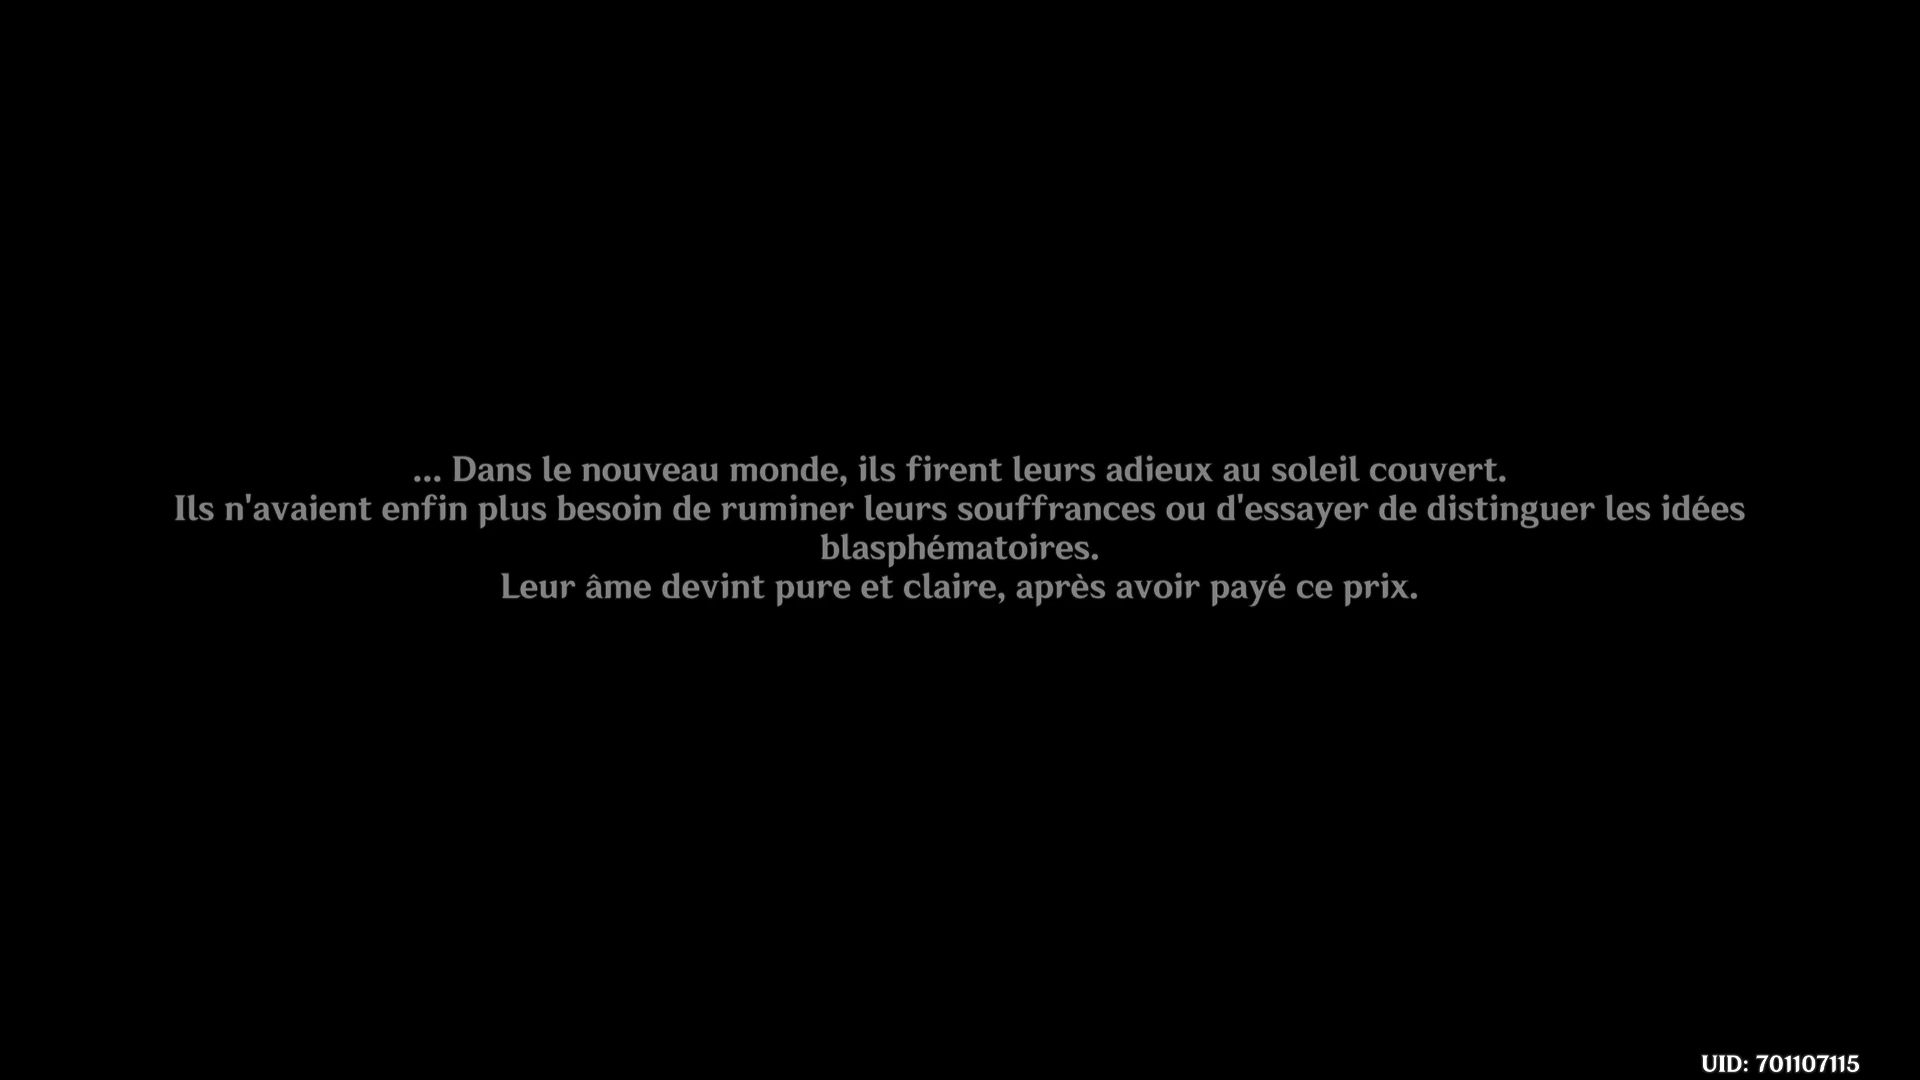 ... Dans le nouveau monde, ils firent leurs adieux au soleil couvert.
Ils n'avaient enfin plus besoin de ruminer leurs souffrances ou d'essayer de distinguer les idées
blasphématoires.
Leur âme devint pure et claire, après avoir payé ce prix.
UID: 701107115